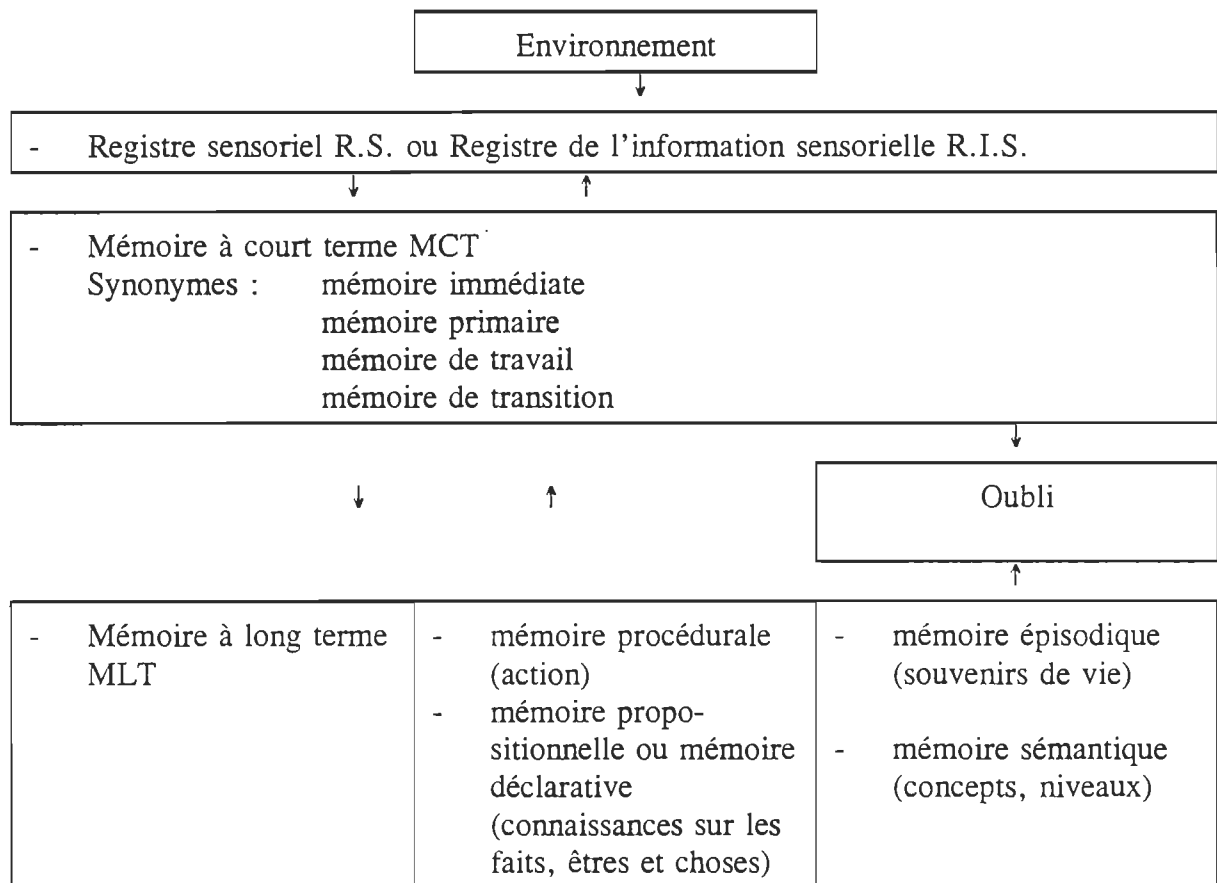 Environnement
- Registre sensoriel R.S. ou Registre de l'information sensorielle R.I.S.
- Mémoire à court terme MCT
Synonymes : mémoire immédiate
mémoire primaire
mémoire de travail
mémoire de transition
Oubli
- Mémoire à long terme
MLT
- mémoire procédurale
(action)
- mémoire propo-
sitionnelle ou mémoire
déclarative
(connaissances sur les
faits, êtres et choses)
- mémoire épisodique
(souvenirs de vie)
- mémoire sémantique
(concepts, niveaux)